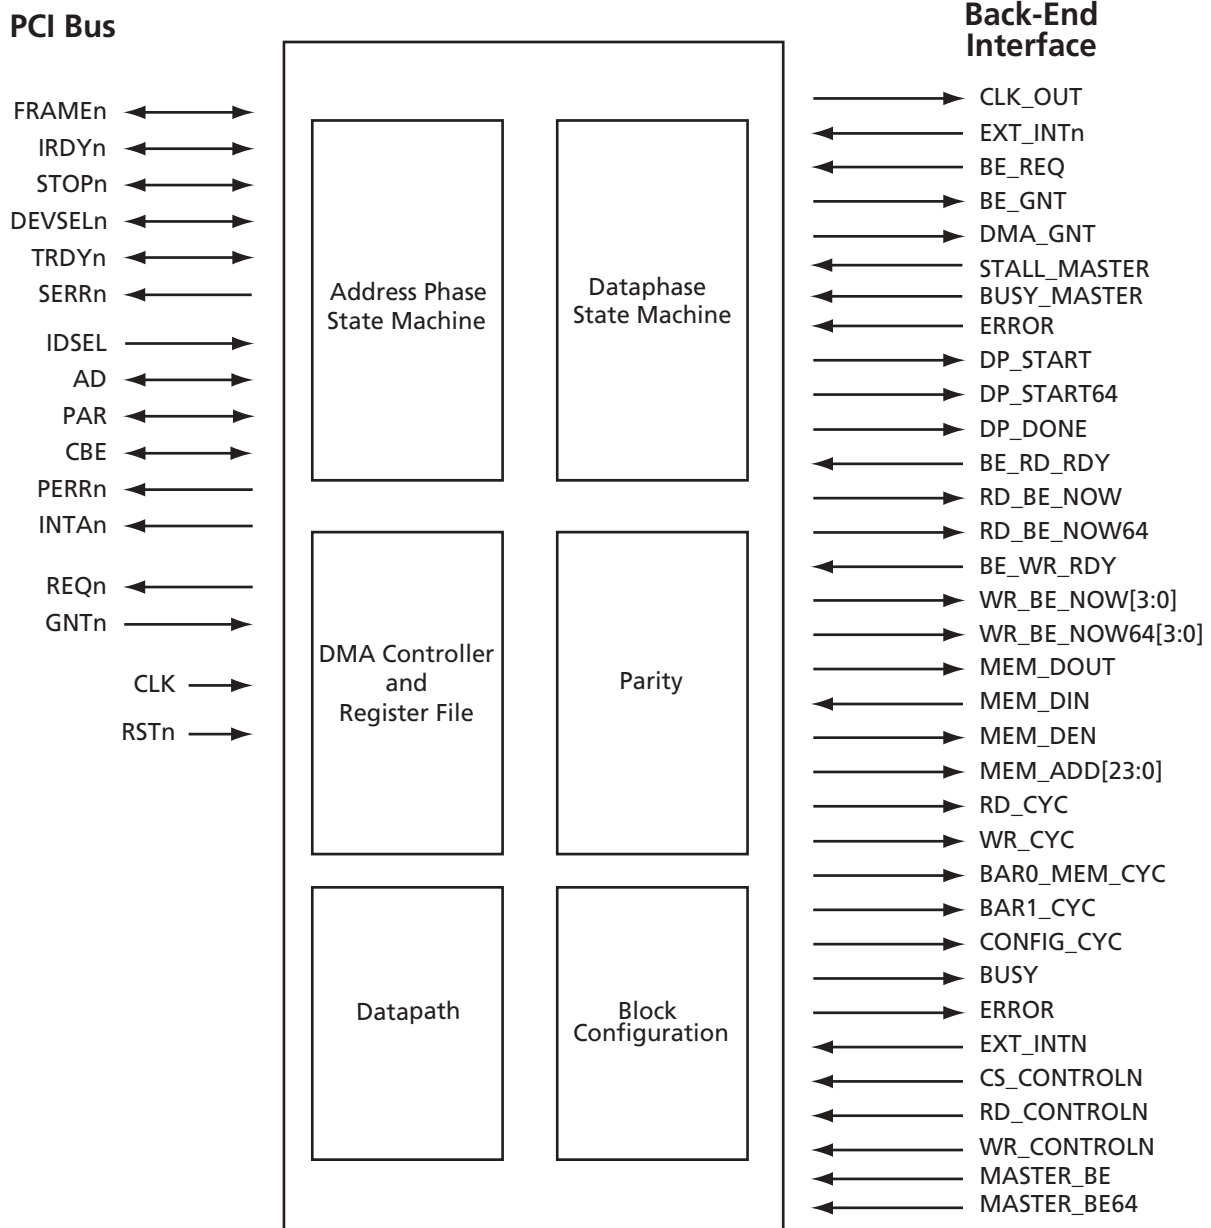 PCI Bus
FRAMEn
IRDYn
STOPn
DEVSELn
TRDYn
SERRn
IDSEL
AD
PAR
CBE
PERRn
INTAn
REQn
GNTn
CLK
RSTn
Address Phase
State Machine
Dataphase
State Machine
DMA Controller
and
Register File
Parity
Datapath
Block
Configuration
Back-End
Interface
CLK_OUT
EXT_INTn
BE_REQ
BE_GNT
DMA_GNT
STALL_MASTER
BUSY_MASTER
ERROR
DP_START
DP_START64
DP_DONE
BE_RD_RDY
RD_BE_NOW
RD_BE_NOW64
BE_WR_RDY
WR_BE_NOW[3:0]
WR_BE_NOW64[3:0]
MEM_DOUT
MEM_DIN
MEM_DEN
MEM_ADD[23:0]
RD_CYC
WR_CYC
BAR0_MEM_CYC
BAR1_CYC
CONFIG_CYC
BUSY
ERROR
EXT_INTN
CS_CONTROLN
RD_CONTROLN
WR_CONTROLN
MASTER_BE
MASTER_BE64